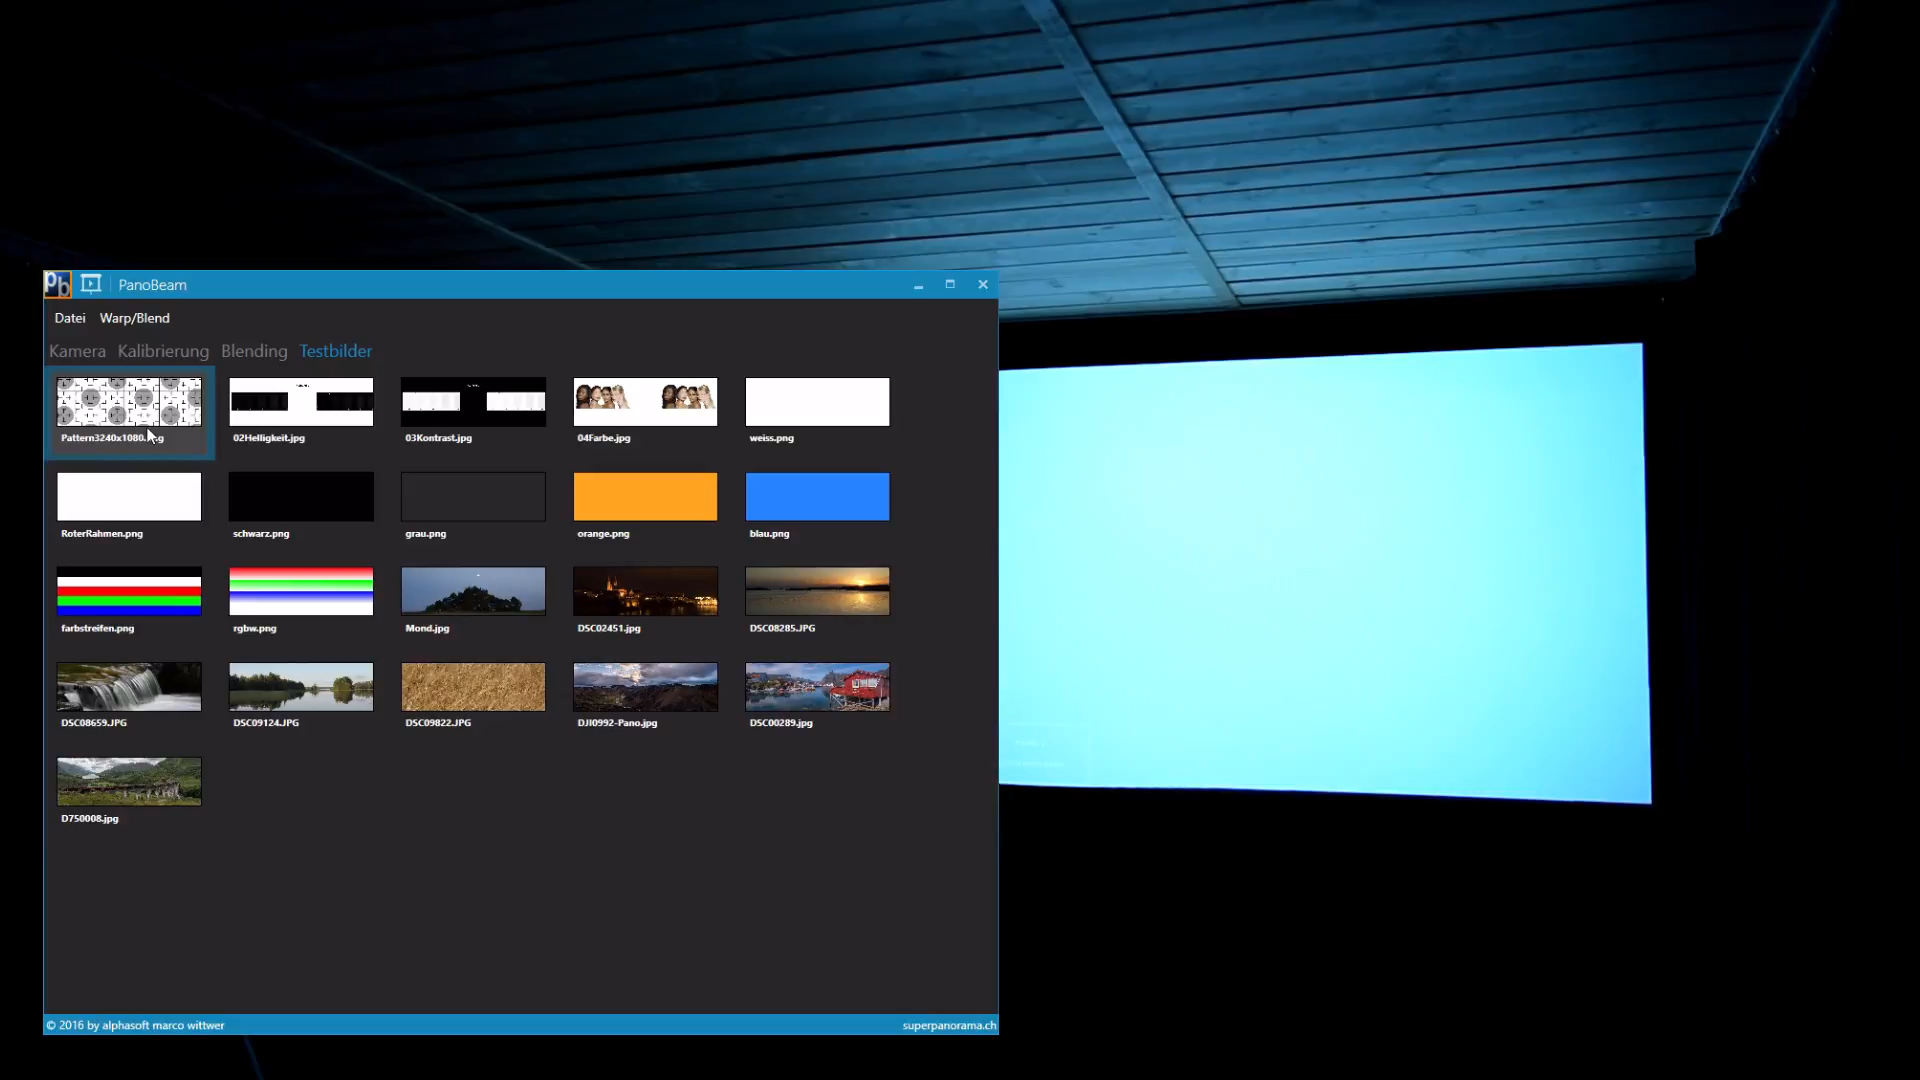 pb PanoBeam
Datei Warp/Blend
Kamera Kalibrierung Blending Testbilder
Pattern3240x1080. 02Helligkeit.jpg 03Kontrast.jpg 04Farbe.jpg weiss.png
RoterRahmen.png schwarz.png grau.png orange.png blau.png
farbstreifen.png rgbw.png Mond.jpg DSC02451.jpg DSC08285.JPG
DSC08659.JPG DSC09124.JPG DSC09822.JPG DJI0992-Pano.jpg DSC00289.jpg
D750008.jpg
© 2016 by alphasoft marco wittwer superpanorama.ch